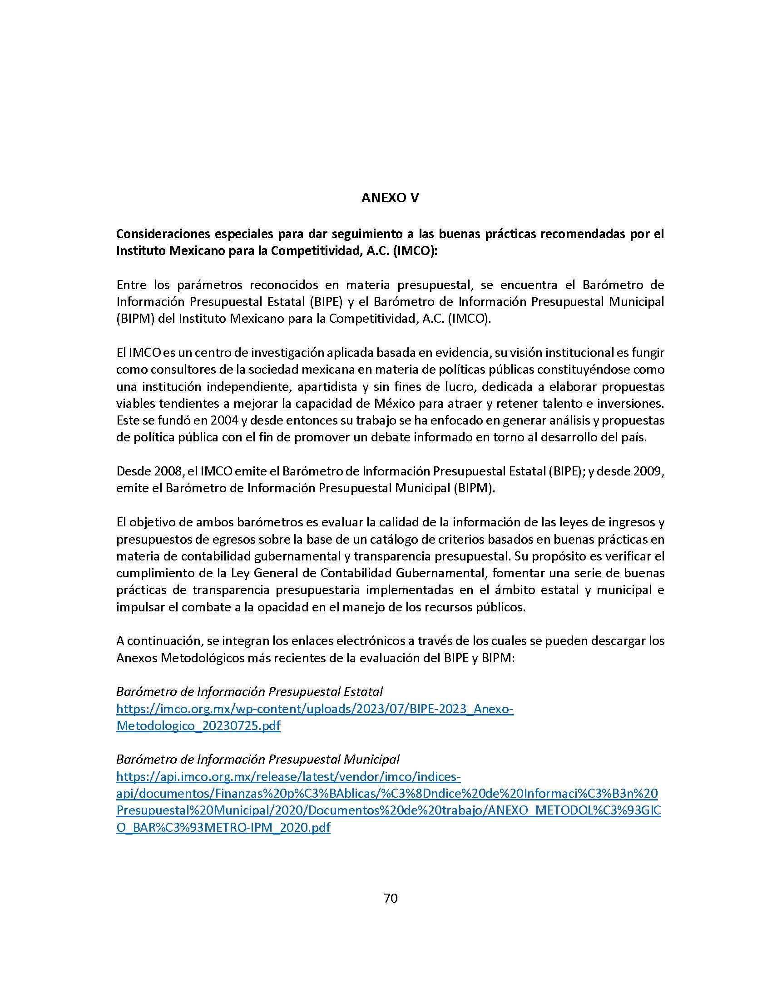 ANEXO V
Consideraciones especiales para dar seguimiento a las buenas prácticas recomendadas por el
Instituto Mexicano para la Competitividad, A.C. (IMCO):
Entre los parámetros reconocidos en materia presupuestal, se encuentra el Barómetro de
Información Presupuestal Estatal (BIPE) y el Barómetro de Información Presupuestal Municipal
(BIPM) del Instituto Mexicano para la Competitividad, A.C. (IMCO).
El IMCO es un centro de investigación aplicada basada en evidencia, su visión institucional es fungir
como consultores de la sociedad mexicana en materia de políticas públicas constituyéndose como
una institución independiente, apartidista y sin fines de lucro, dedicada a elaborar propuestas
viables tendientes a mejorar la capacidad de México para atraer y retener talento e inversiones.
Este se fundó en 2004 y desde entonces su trabajo se ha enfocado en generar análisis y propuestas
de política pública con el fin de promover un debate informado en torno al desarrollo del país.
Desde 2008, el IMCO emite el Barómetro de Información Presupuestal Estatal (BIPE); y desde 2009,
emite el Barómetro de Información Presupuestal Municipal (BIPM).
El objetivo de ambos barómetros es evaluar la calidad de la información de las leyes de ingresos y
presupuestos de egresos sobre la base de un catálogo de criterios basados en buenas prácticas en
materia de contabilidad gubernamental y transparencia presupuestal. Su propósito es verificar el
cumplimiento de la Ley General de Contabilidad Gubernamental, fomentar una serie de buenas
prácticas de transparencia presupuestaria implementadas en el ámbito estatal y municipal e
impulsar el combate a la opacidad en el manejo de los recursos públicos.
A continuación, se integran los enlaces electrónicos a través de los cuales se pueden descargar los
Anexos Metodológicos más recientes de la evaluación del BIPE y BIPM:
Barómetro de Información Presupuestal Estatal
https://imco.org.mx/wp-content/uploads/2023/07/BIPE-2023_Anexo-
Metodologico_20230725.pdf
Barómetro de Información Presupuestal Municipal
https://api.imco.org.mx/release/latest/vendor/imco/indices-
api/documentos/Finanzas%20p%C3%BAblicas/%C3%8Dndice%20de%20Informaci%C3%B3n%20
Presupuestal%20Municipal/2020/Documentos%20de%20trabajo/ANEXO_METODOL%C3%93GIC
O_BAR%C3%93METRO-IPM_2020.pdf
70